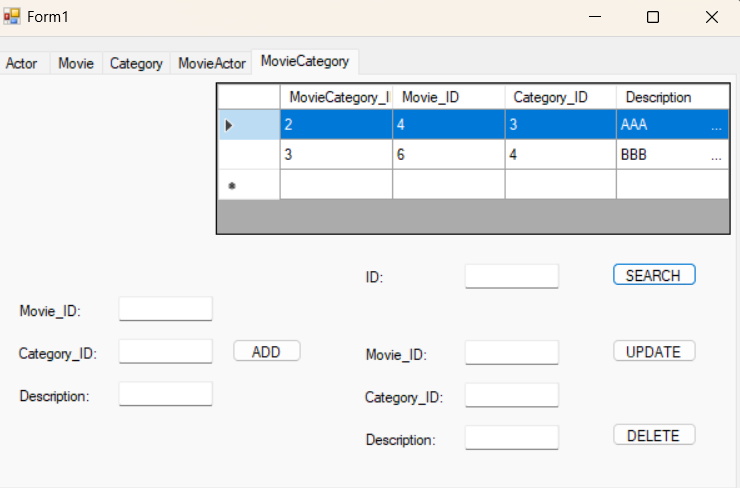 Form1
Actor Movie Category MovieActor MovieCategory
MovieCategory_I Movie_ID Category_ID Description
2 4 3 AAA ...
3 6 4 BBB ...
ID: SEARCH
Movie_ID:
Category_ID: ADD Movie_ID: UPDATE
Description: Category_ID:
Description: DELETE